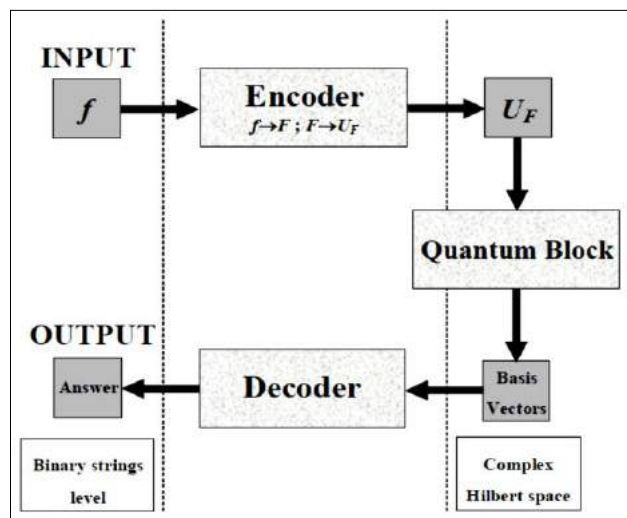 INPUT
f
Encoder
f→F ; F→U_F
U_F
Quantum Block
OUTPUT
Answer
Decoder
Basis
Vectors
Binary strings
level
Complex
Hilbert space